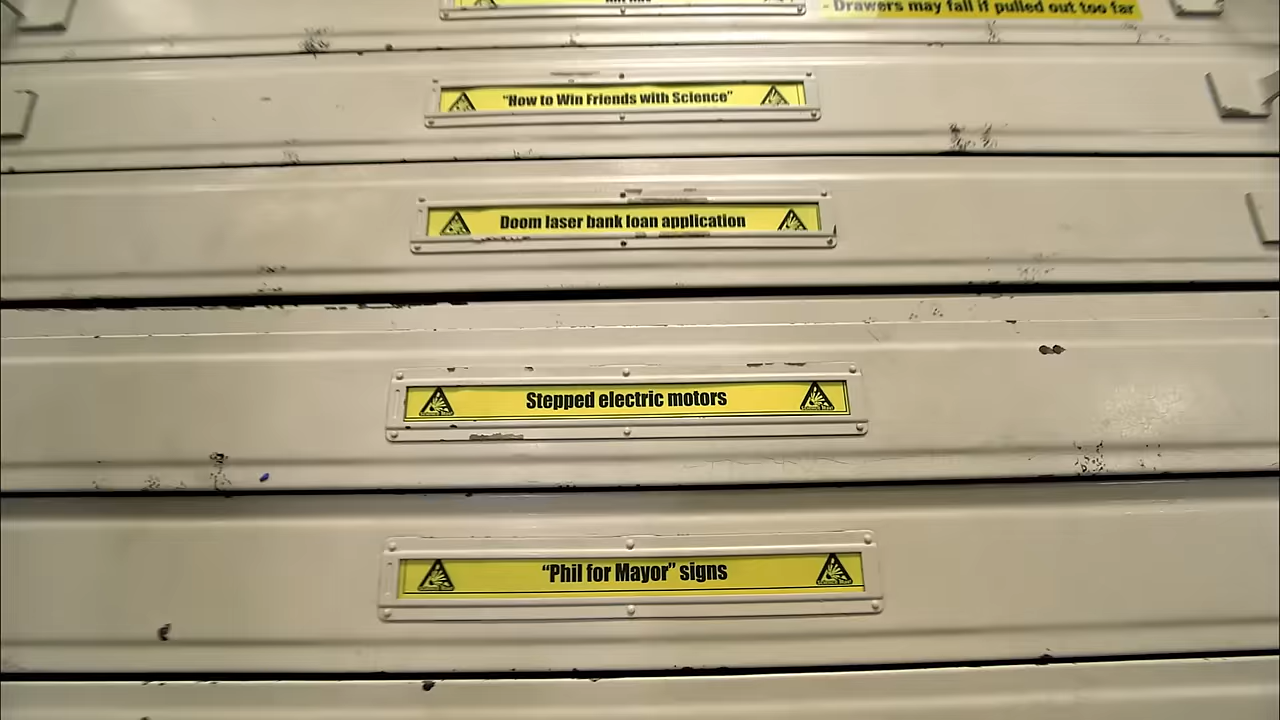 - Drawers may fall if pulled out too far
"How to Win Friends with Science"
Doom laser bank loan application
Stepped electric motors
“Phil for Mayor” signs